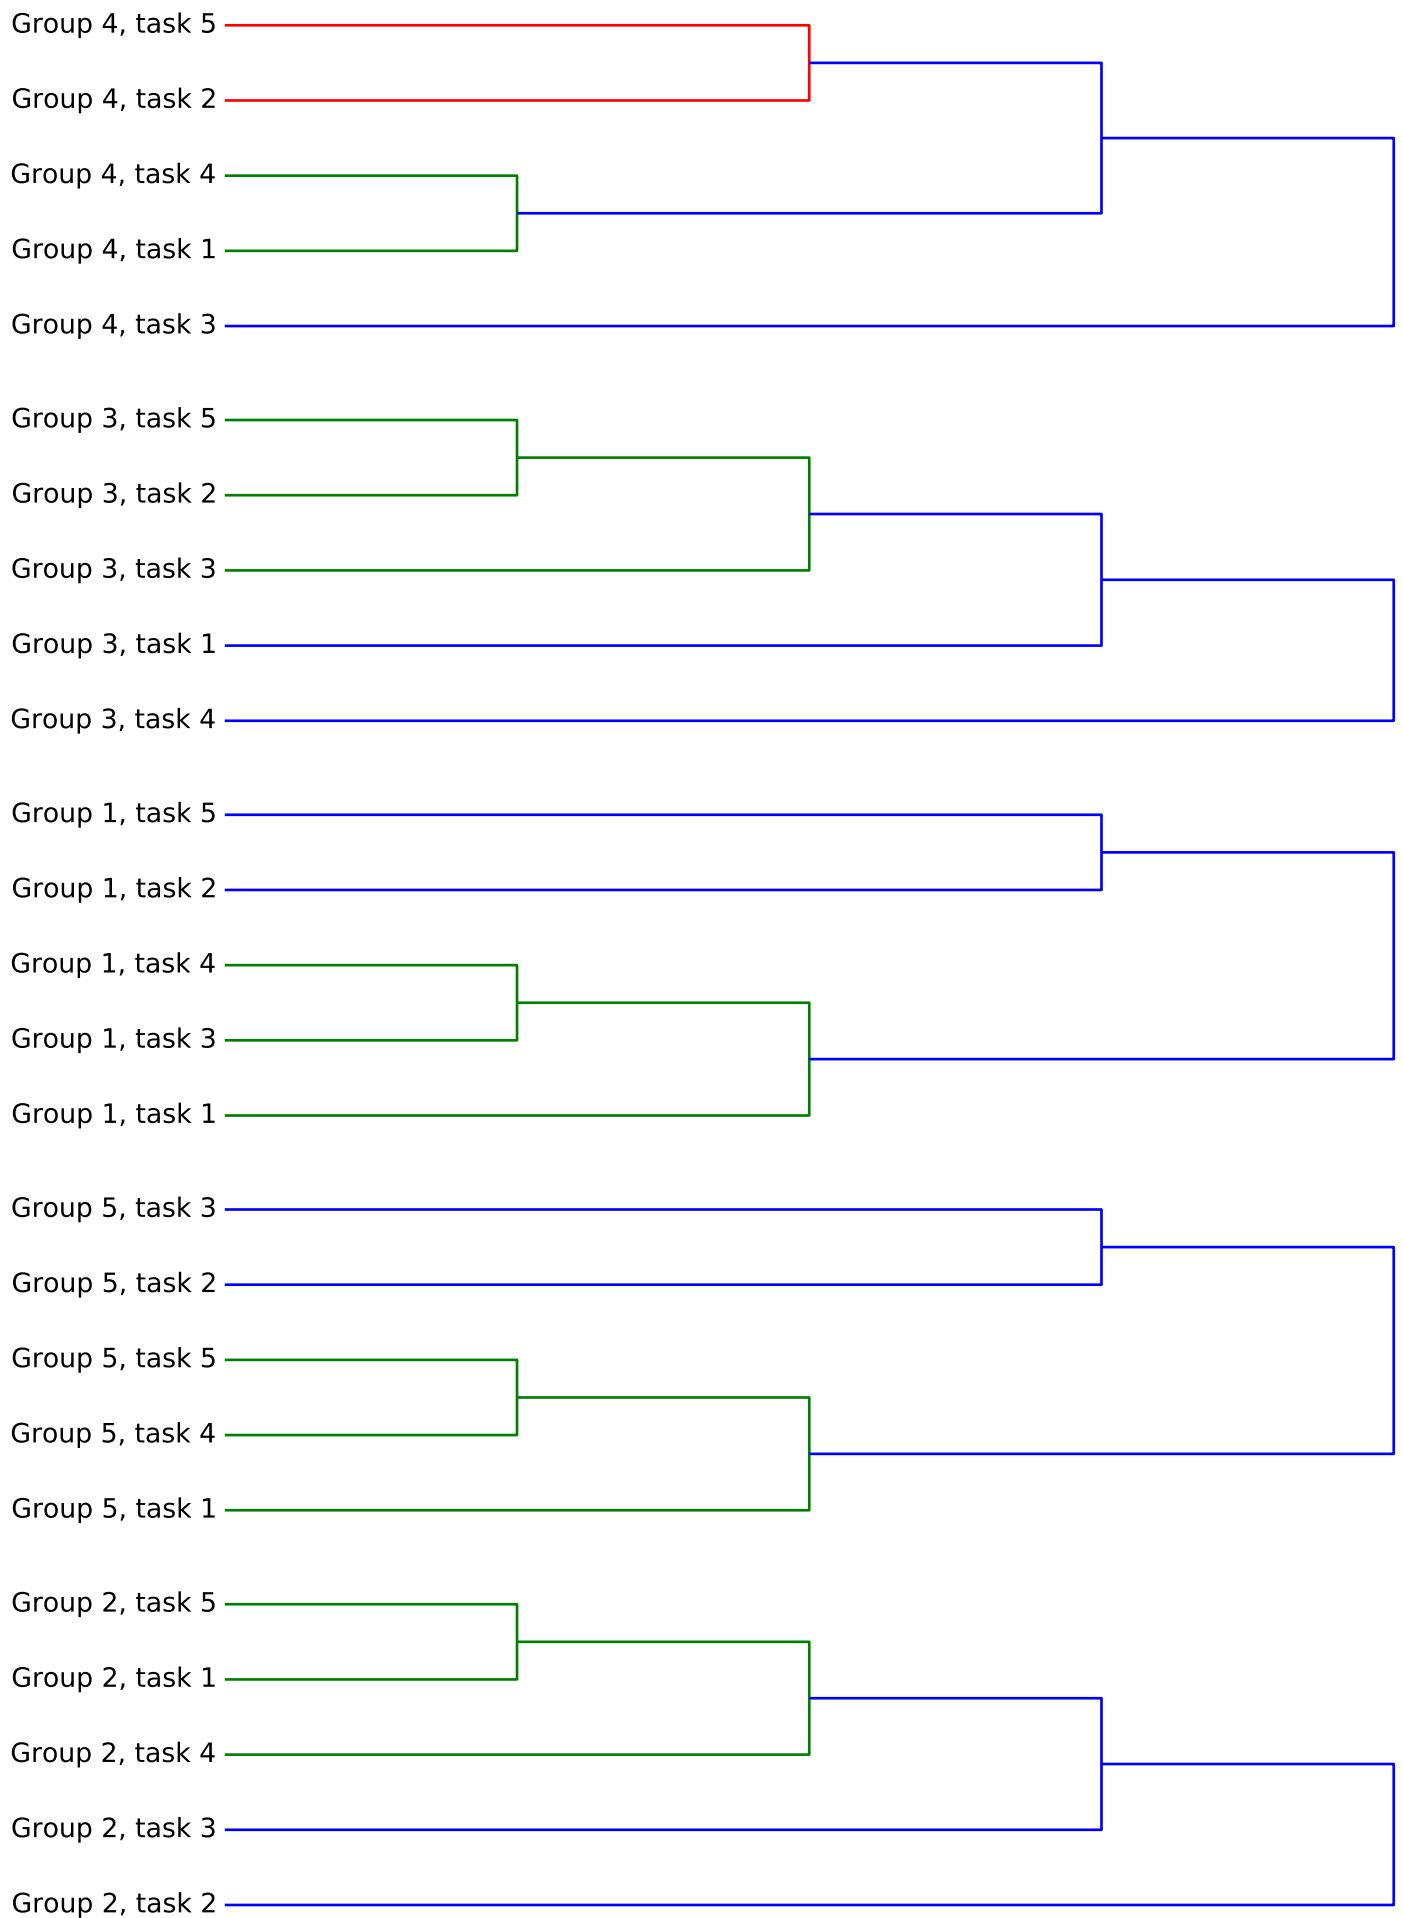 Group 4, task 5
Group 4, task 2
Group 4, task 4
Group 4, task 1
Group 4, task 3
Group 3, task 5
Group 3, task 2
Group 3, task 3
Group 3, task 1
Group 3, task 4
Group 1, task 5
Group 1, task 2
Group 1, task 4
Group 1, task 3
Group 1, task 1
Group 5, task 3
Group 5, task 2
Group 5, task 5
Group 5, task 4
Group 5, task 1
Group 2, task 5
Group 2, task 1
Group 2, task 4
Group 2, task 3
Group 2, task 2